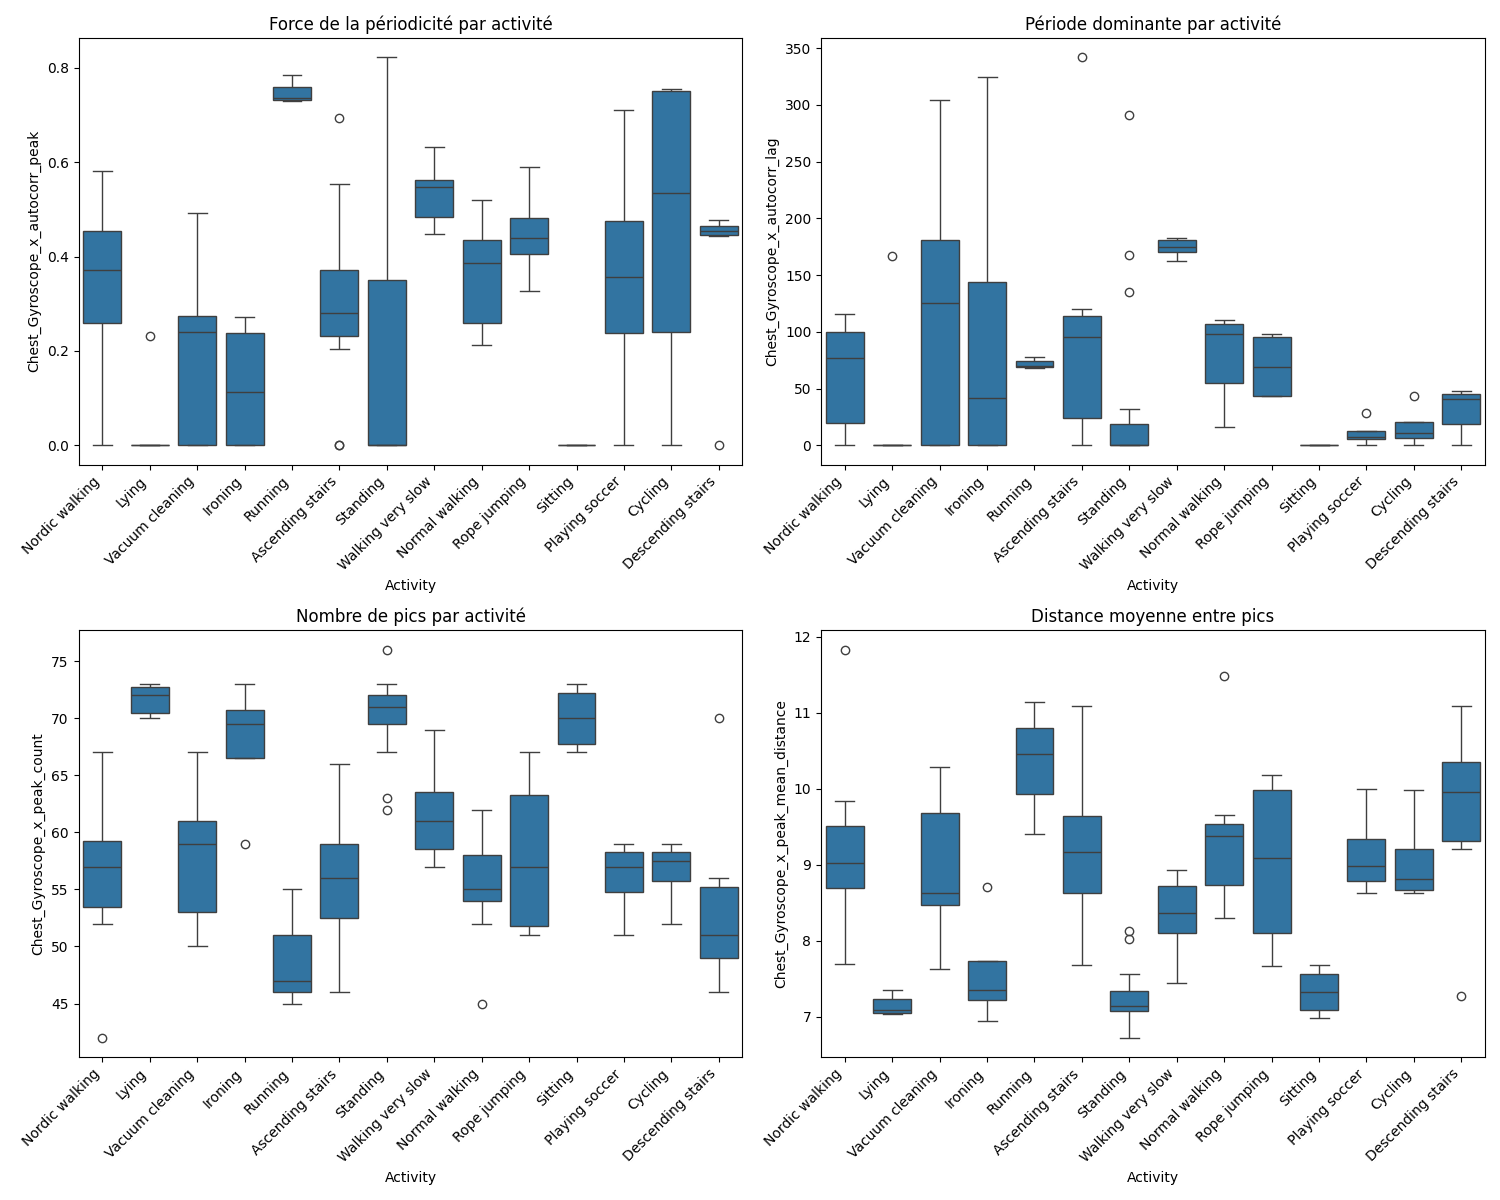 Force de la périodicité par activité
Chest_Gyroscope_x_autocorr_peak
0.8
0.6
0.4
0.2
0.0
Nordic walking
Lying
Vacuum cleaning
Ironing
Running
Ascending stairs
Standing
Walking very slow
Normal walking
Rope jumping
Sitting
Playing soccer
Cycling
Descending stairs
Activity
Période dominante par activité
Chest_Gyroscope_x_autocorr_lag
350
300
250
200
150
100
50
0
Nordic walking
Lying
Vacuum cleaning
Ironing
Running
Ascending stairs
Standing
Walking very slow
Normal walking
Rope jumping
Sitting
Playing soccer
Cycling
Descending stairs
Activity
Nombre de pics par activité
Chest_Gyroscope_x_peak_count
75
70
65
60
55
50
45
Nordic walking
Lying
Vacuum cleaning
Ironing
Running
Ascending stairs
Standing
Walking very slow
Normal walking
Rope jumping
Sitting
Playing soccer
Cycling
Descending stairs
Activity
Distance moyenne entre pics
Chest_Gyroscope_x_peak_mean_distance
12
11
10
9
8
7
Nordic walking
Lying
Vacuum cleaning
Ironing
Running
Ascending stairs
Standing
Walking very slow
Normal walking
Rope jumping
Sitting
Playing soccer
Cycling
Descending stairs
Activity